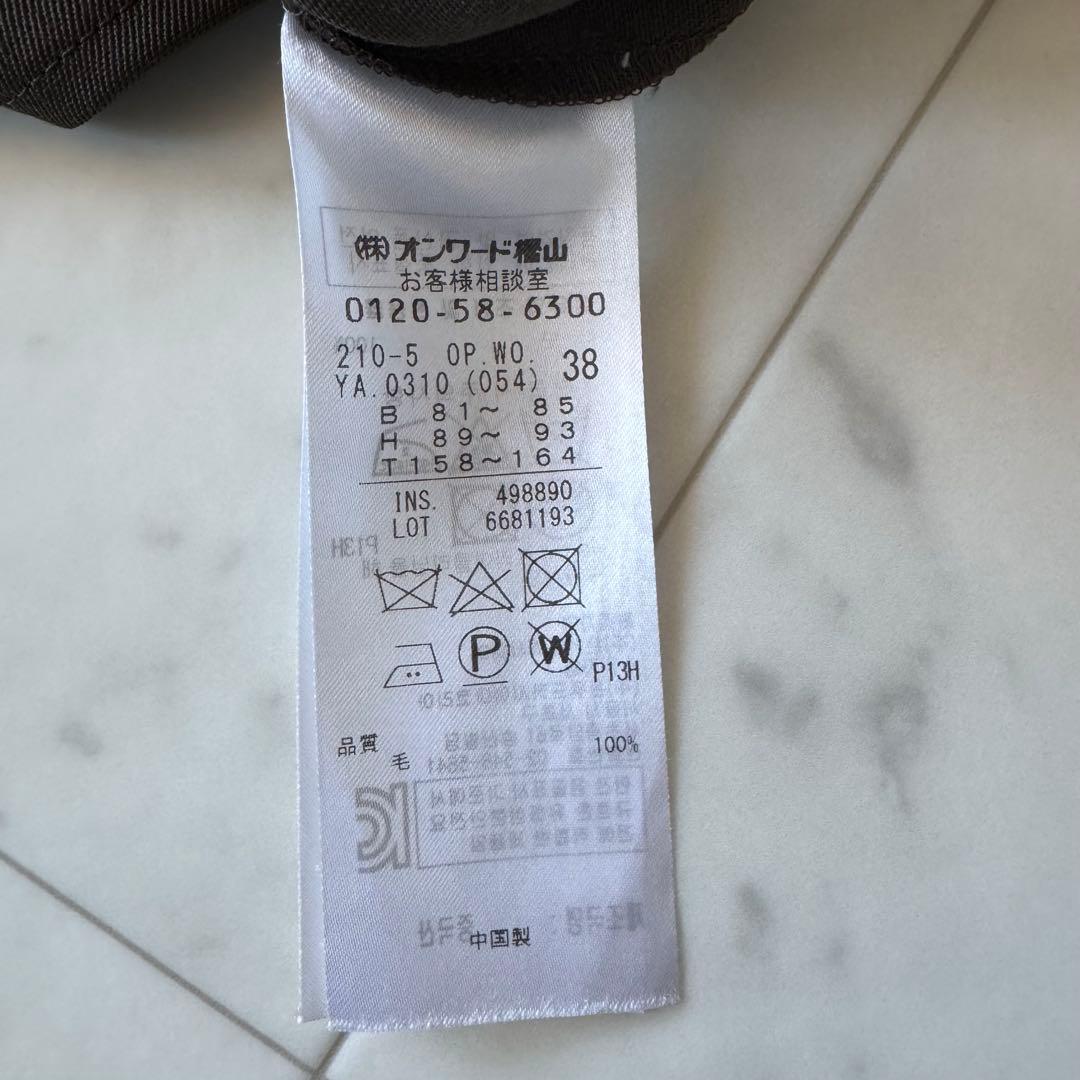 (株)オンワード樫山
お客様相談室
0120-58-6300
210-5 OP.WO. 38
YA.0310 (054)
B 81～ 85
H 89～ 93
T158～164
INS. 498890
LOT 6681193
P W P13H
品質
毛 100%
中国製